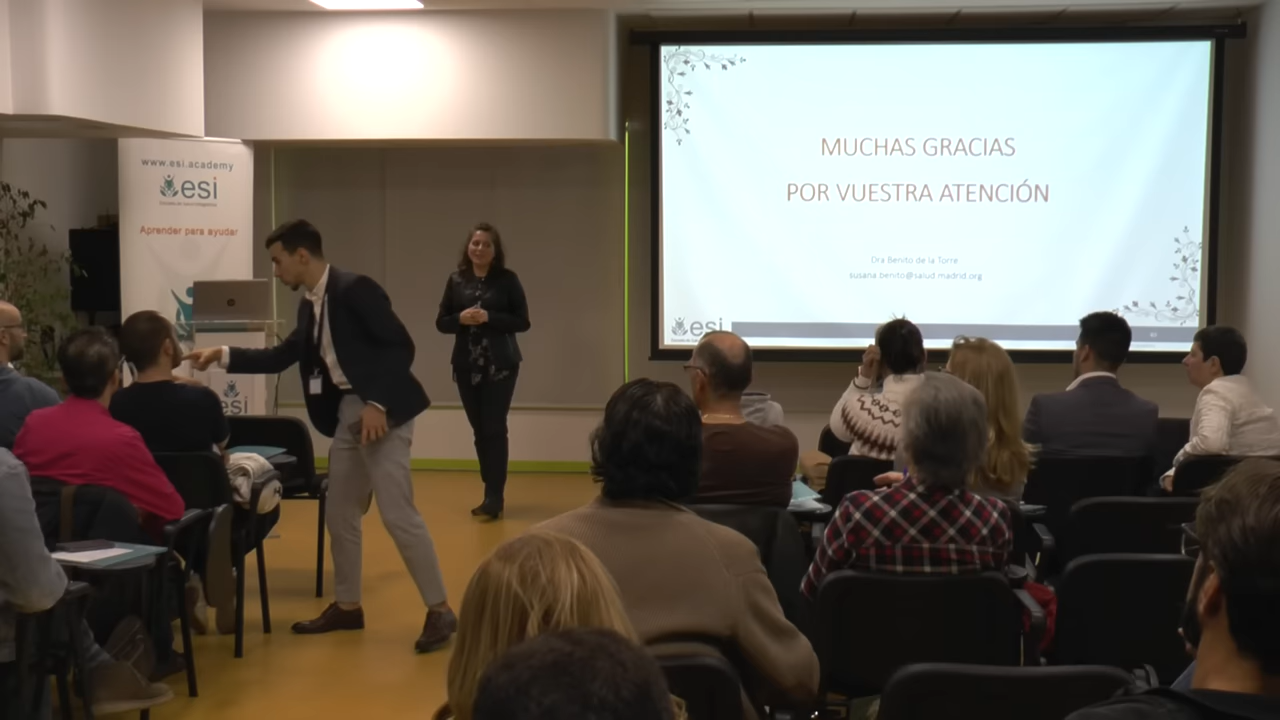 www.esi.academy
esi
Aprender para ayudar
esi
MUCHAS GRACIAS
POR VUESTRA ATENCIÓN
Dra Benito de la Torre
susana.benito@salud.madrid.org
esi